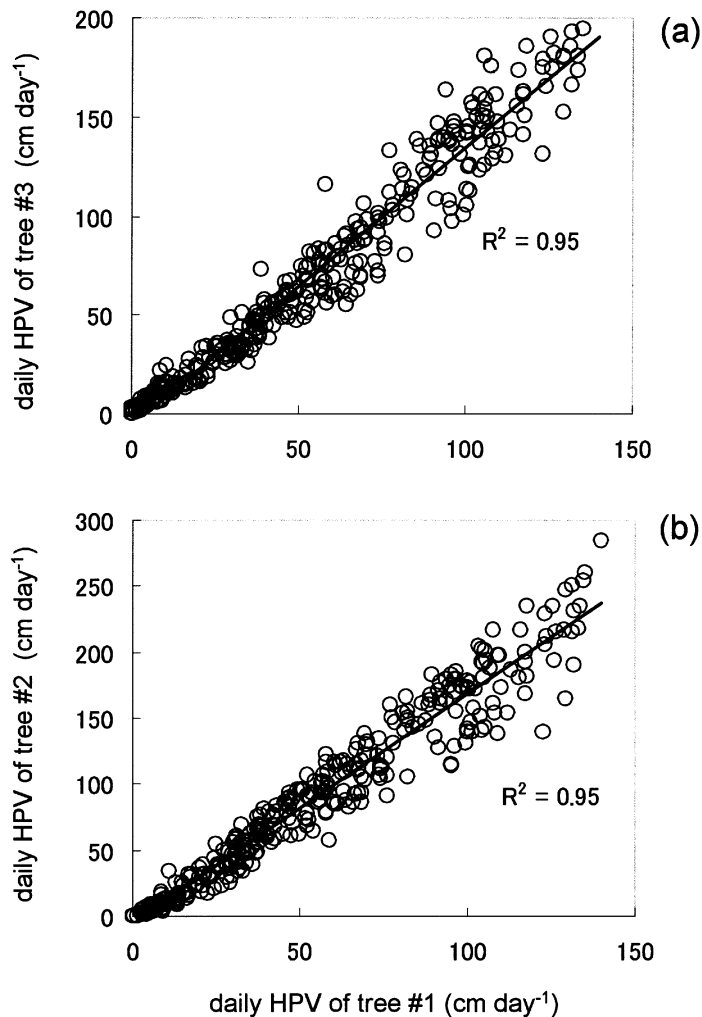 (a)
200
150
100
50
0
daily HPV of tree #3 (cm day⁻¹)
R² = 0.95
0 50 100 150
(b)
300
250
200
150
100
50
0
daily HPV of tree #2 (cm day⁻¹)
R² = 0.95
0 50 100 150
daily HPV of tree #1 (cm day⁻¹)